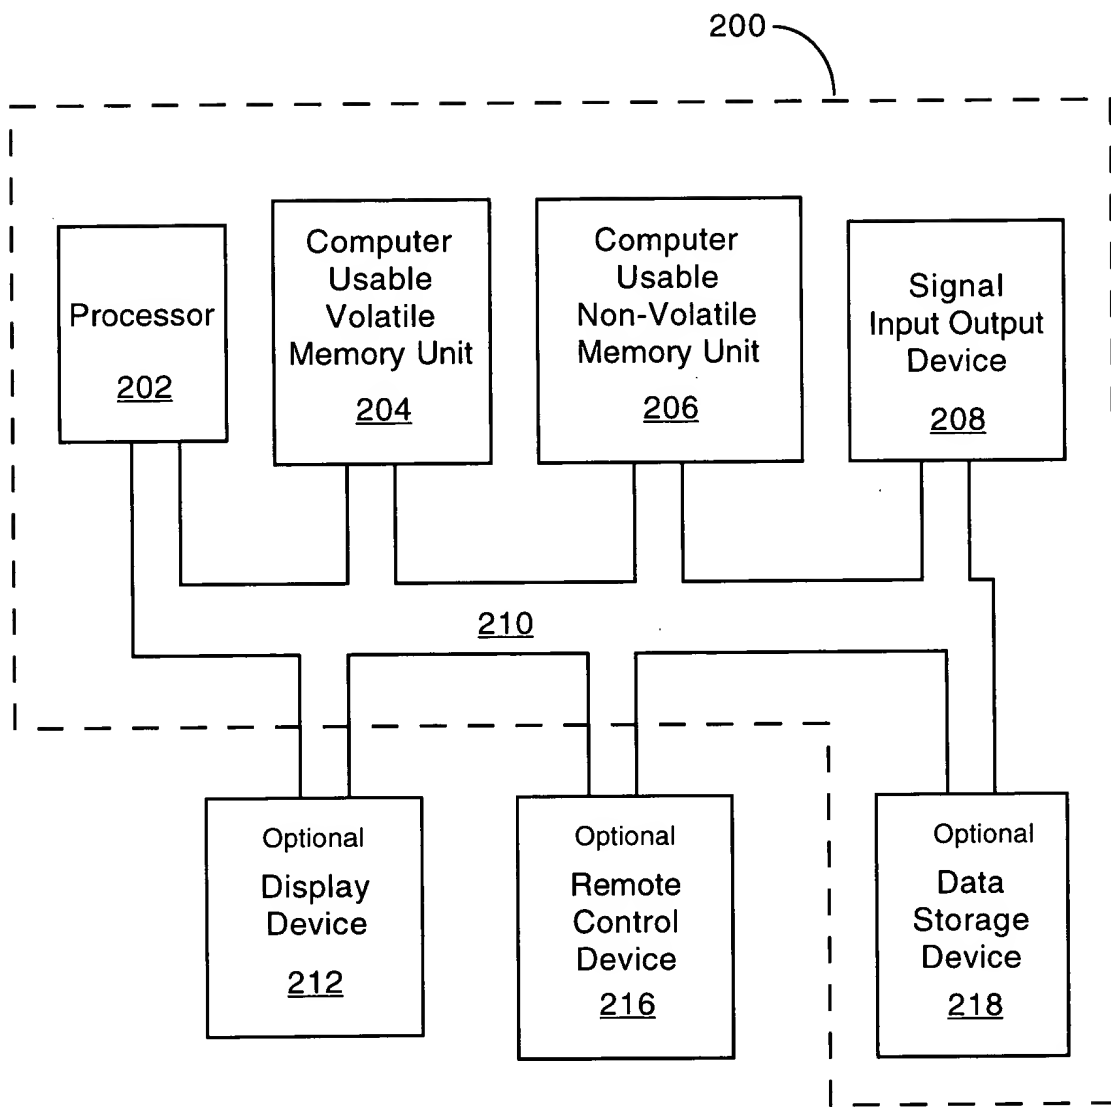 200
Processor
202
Computer
Usable
Volatile
Memory Unit
204
Computer
Usable
Non-Volatile
Memory Unit
206
Signal
Input Output
Device
208
210
Optional
Display
Device
212
Optional
Remote
Control
Device
216
Optional
Data
Storage
Device
218